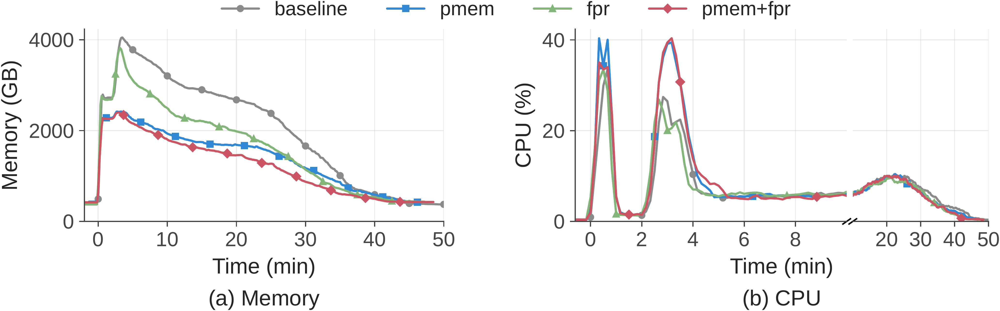 baseline pmem fpr pmem+fpr
Memory (GB)
4000
2000
0
0 10 20 30 40 50
Time (min)
(a) Memory
CPU (%)
40
20
0
0 2 4 6 8 20 30 40 50
Time (min)
(b) CPU